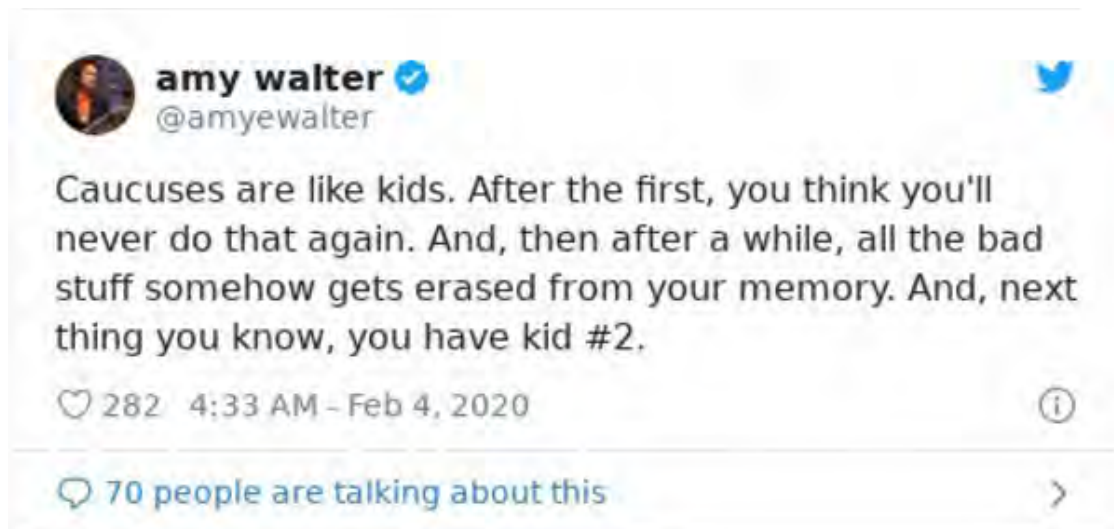 amy walter
@amyewalter
Caucuses are like kids. After the first, you think you'll
never do that again. And, then after a while, all the bad
stuff somehow gets erased from your memory. And, next
thing you know, you have kid #2.
282 4:33 AM - Feb 4, 2020
70 people are talking about this